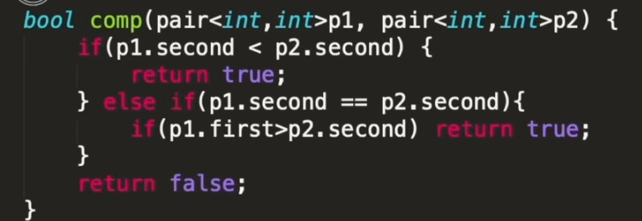 bool comp(pair<int,int>p1, pair<int,int>p2) {
    if(p1.second < p2.second) {
        return true;
    } else if(p1.second == p2.second){
        if(p1.first>p2.second) return true;
    }
    return false;
}